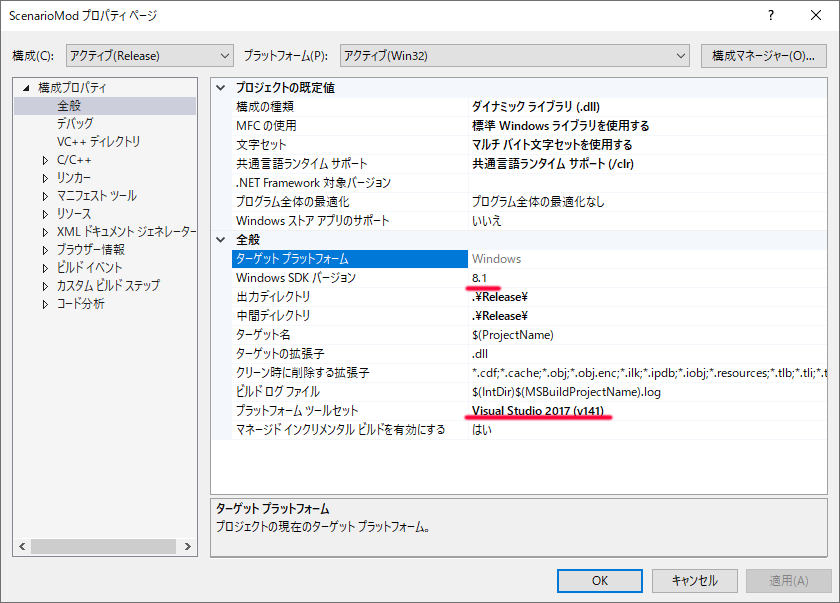 ScenarioMod プロパティ ページ
?
構成(C): アクティブ(Release) プラットフォーム(P): アクティブ(Win32) 構成マネージャー(O)...
構成プロパティ
全般
デバッグ
VC++ ディレクトリ
C/C++
リンカー
マニフェスト ツール
リソース
XML ドキュメント ジェネレーター
ブラウザー情報
ビルド イベント
カスタム ビルド ステップ
コード分析
プロジェクトの既定値
構成の種類 ダイナミック ライブラリ (.dll)
MFC の使用 標準 Windows ライブラリを使用する
文字セット マルチ バイト文字セットを使用する
共通言語ランタイム サポート 共通言語ランタイム サポート (/clr)
.NET Framework 対象バージョン
プログラム全体の最適化 プログラム全体の最適化なし
Windows ストア アプリのサポート いいえ
全般
ターゲット プラットフォーム Windows
Windows SDK バージョン 8.1
出力ディレクトリ .¥Release¥
中間ディレクトリ .¥Release¥
ターゲット名 $(ProjectName)
ターゲットの拡張子 .dll
クリーン時に削除する拡張子 *.cdf;*.cache;*.obj;*.obj.enc;*.ilk;*.ipdb;*.iobj;*.resources;*.tlb;*.tli;*.t
ビルド ログ ファイル $(IntDir)$(MSBuildProjectName).log
プラットフォーム ツールセット Visual Studio 2017 (v141)
マネージド インクリメンタル ビルドを有効にする はい
ターゲット プラットフォーム
プロジェクトの現在のターゲット プラットフォーム。
OK キャンセル 適用(A)